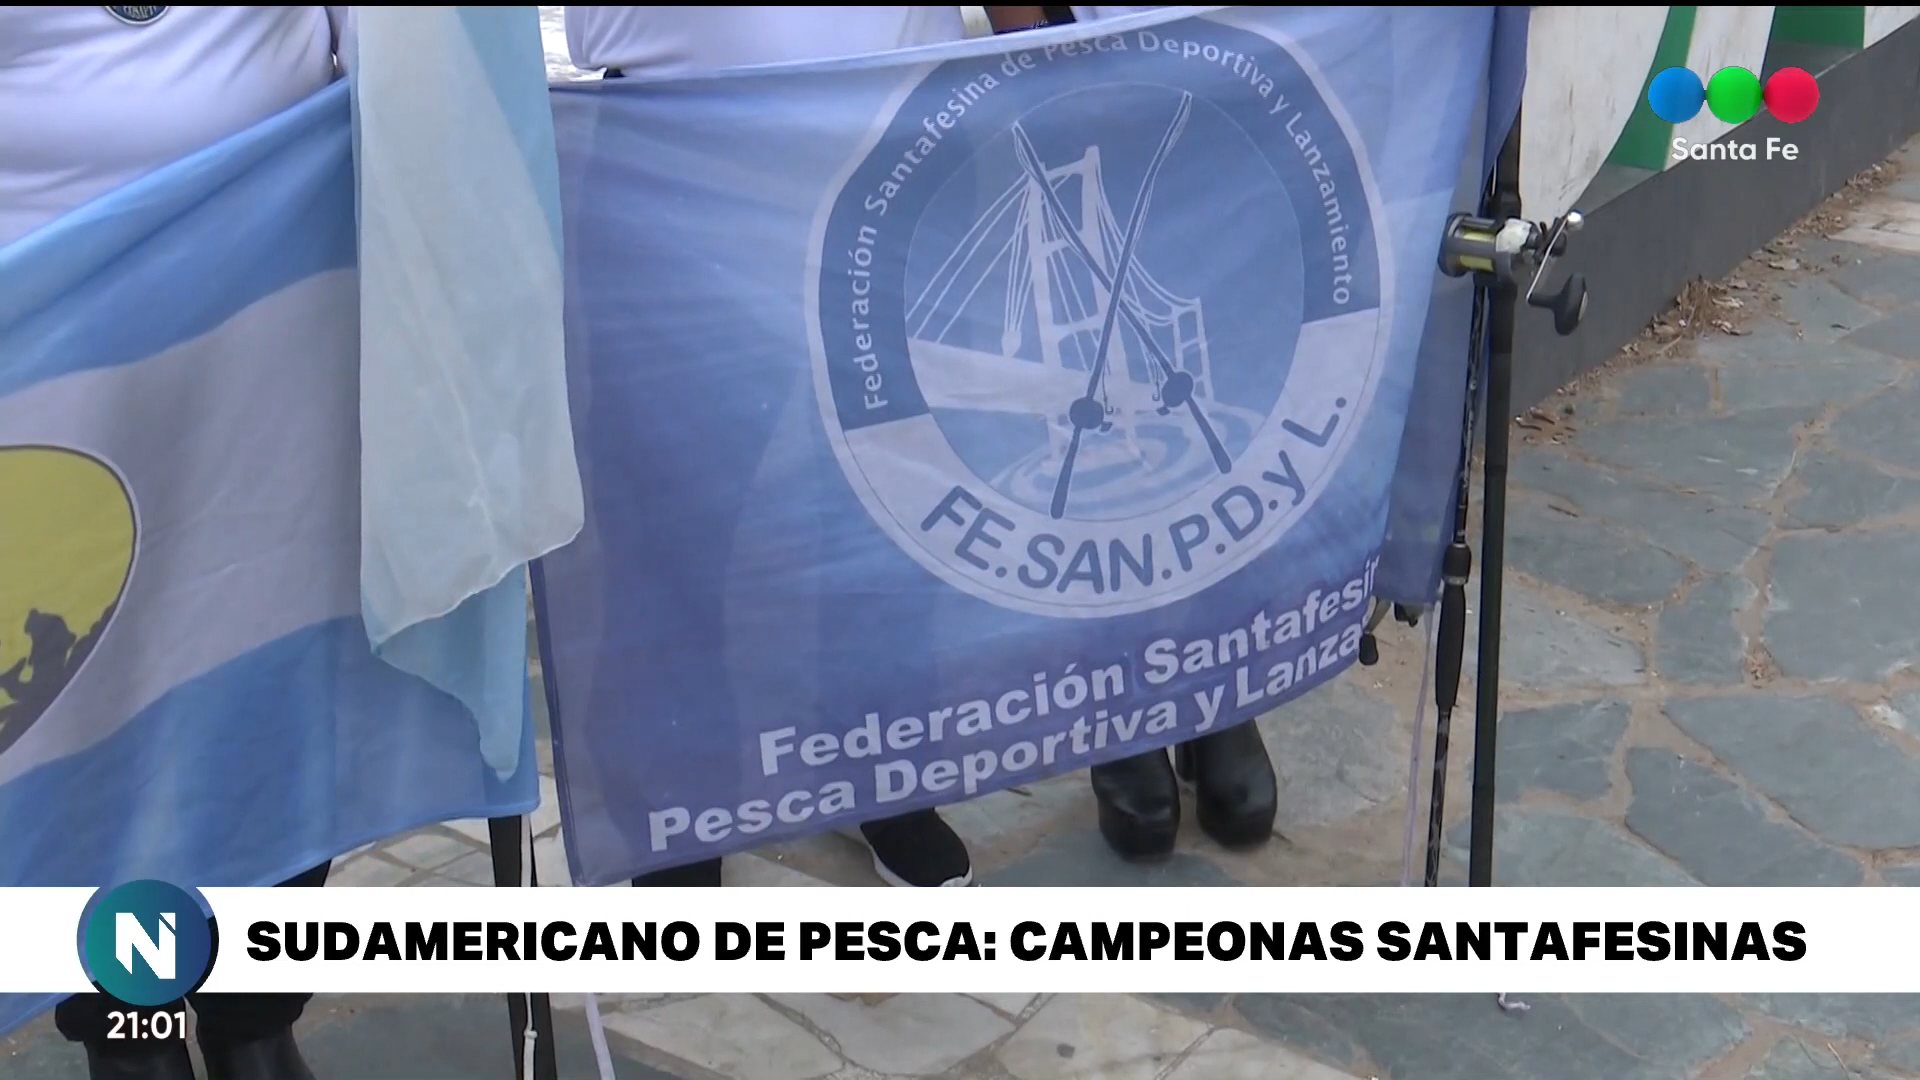 Federación Santafesina de Pesca Deportiva y Lanzamiento
FE.SAN.P.D.y L.
Federación Santafesin
Pesca Deportiva y Lanza
Santa Fe
N
SUDAMERICANO DE PESCA: CAMPEONAS SANTAFESINAS
21:01